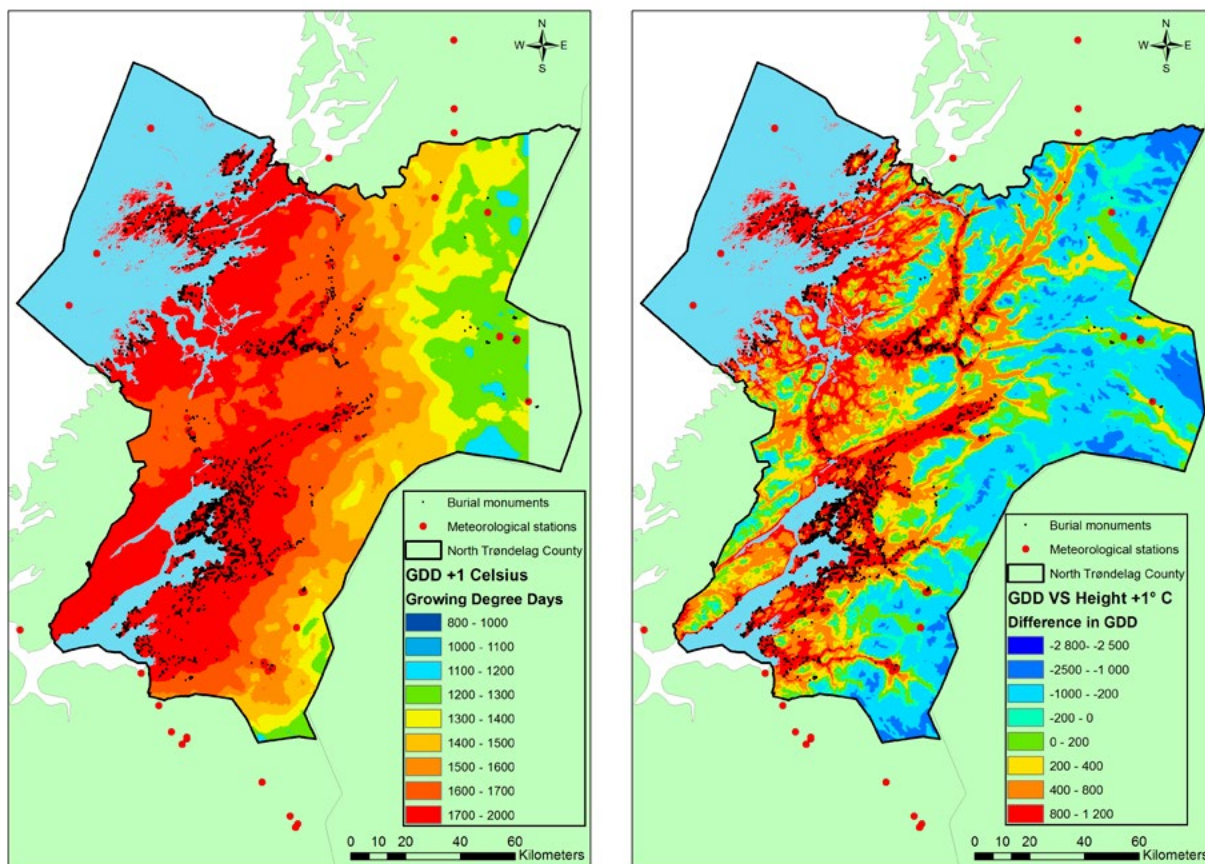 N
W E
S
Burial monuments
Meteorological stations
North Trøndelag County
GDD +1 Celsius
Growing Degree Days
800 - 1000
1000 - 1100
1100 - 1200
1200 - 1300
1300 - 1400
1400 - 1500
1500 - 1600
1600 - 1700
1700 - 2000
0 10 20 40 60
Kilometers
N
W E
S
Burial monuments
Meteorological stations
North Trøndelag County
GDD VS Height +1° C
Difference in GDD
-2 800- -2 500
-2500 - -1 000
-1000 - -200
-200 - 0
0 - 200
200 - 400
400 - 800
800 - 1 200
0 10 20 40 60
Kilometers